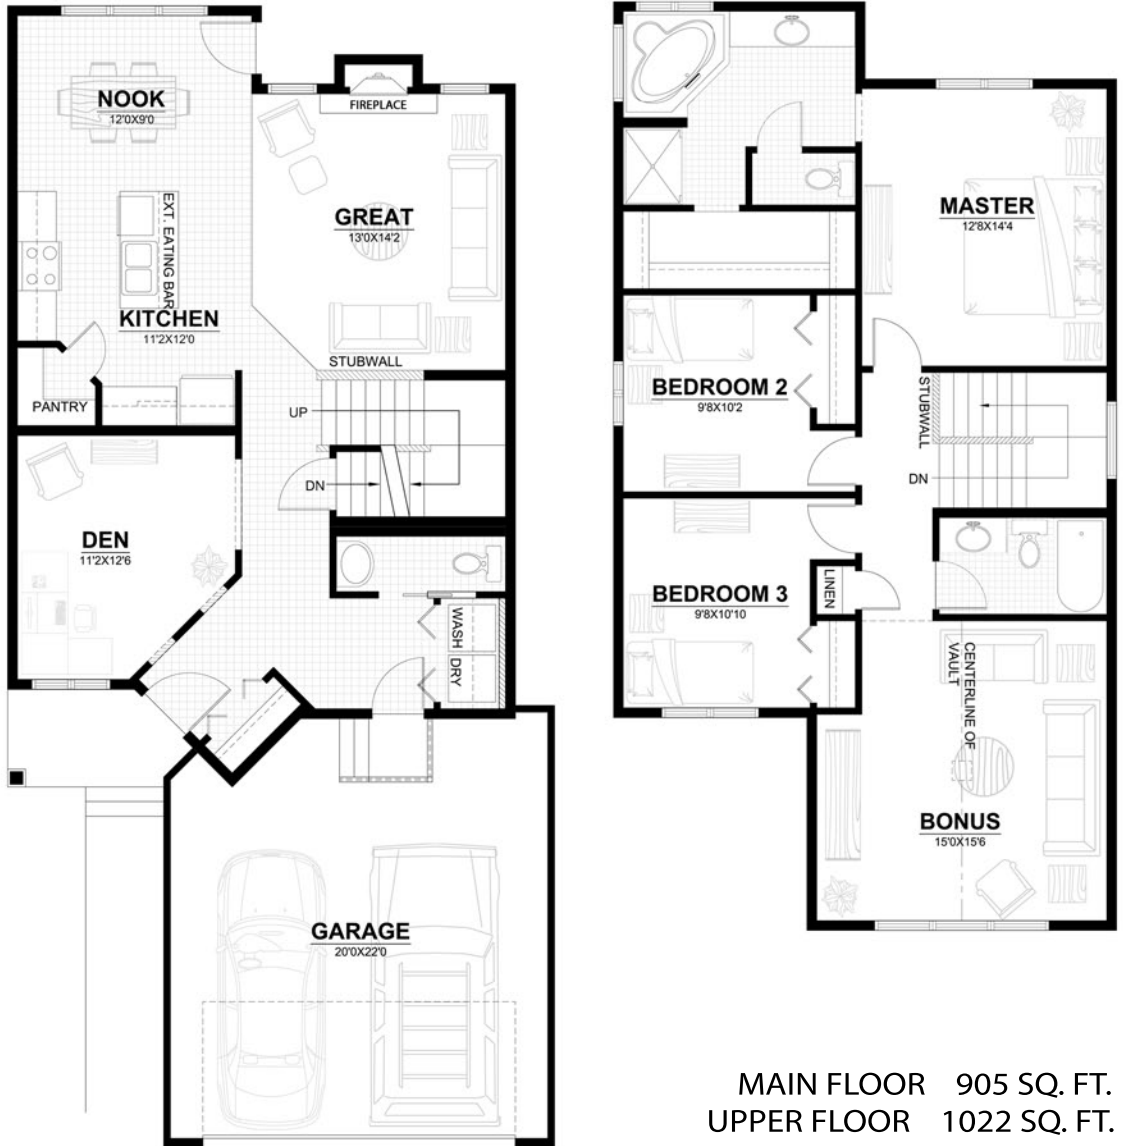 NOOK
12'0X9'0
FIREPLACE
GREAT
13'0X14'2
EXT. EATING BAR
KITCHEN
11'2X12'0
STUBWALL
PANTRY
UP
DN
DEN
11'2X12'6
WASH
DRY
GARAGE
20'0X22'0
MASTER
12'8X14'4
BEDROOM 2
9'8X10'2
STUBWALL
DN
BEDROOM 3
9'8X10'10
LINEN
CENTERLINE OF
VAULT
BONUS
15'0X15'6
MAIN FLOOR 905 SQ. FT.
UPPER FLOOR 1022 SQ. FT.